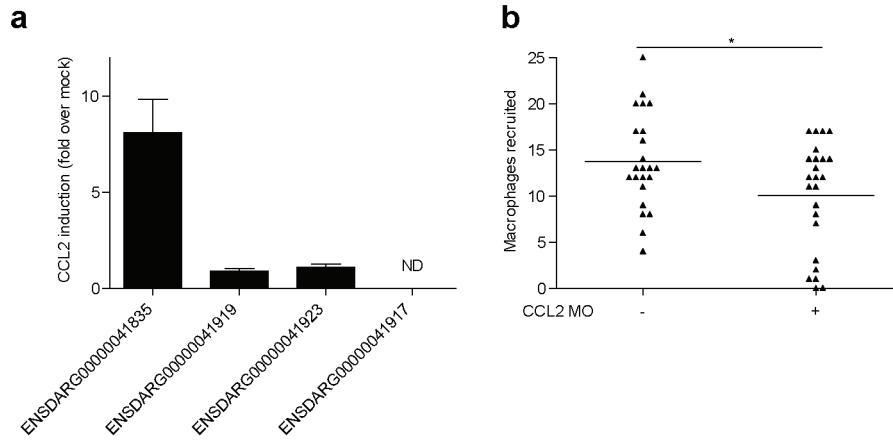 a
CCL2 induction (fold over mock)
10
5
0
ND
ENSDARG00000041835
ENSDARG00000041919
ENSDARG00000041923
ENSDARG00000041917
b
Macrophages recruited
25
20
15
10
5
0
*
CCL2 MO - +